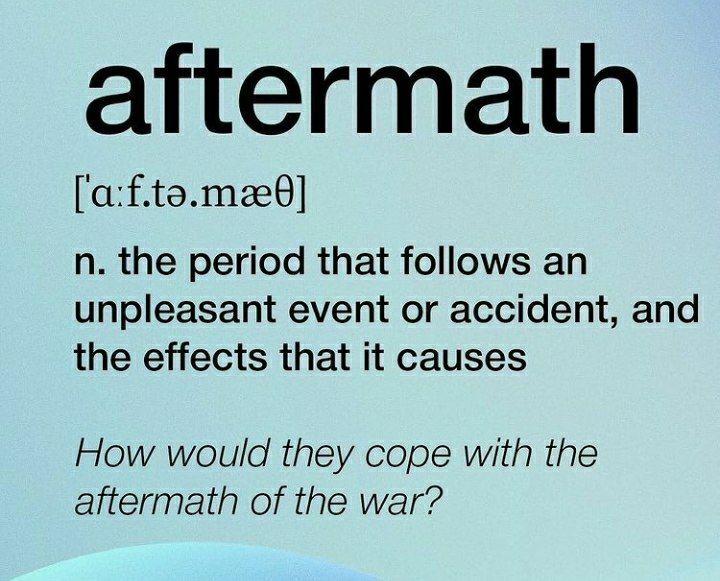 aftermath
['ɑːf.tə.mæθ]
n. the period that follows an
unpleasant event or accident, and
the effects that it causes
How would they cope with the
aftermath of the war?